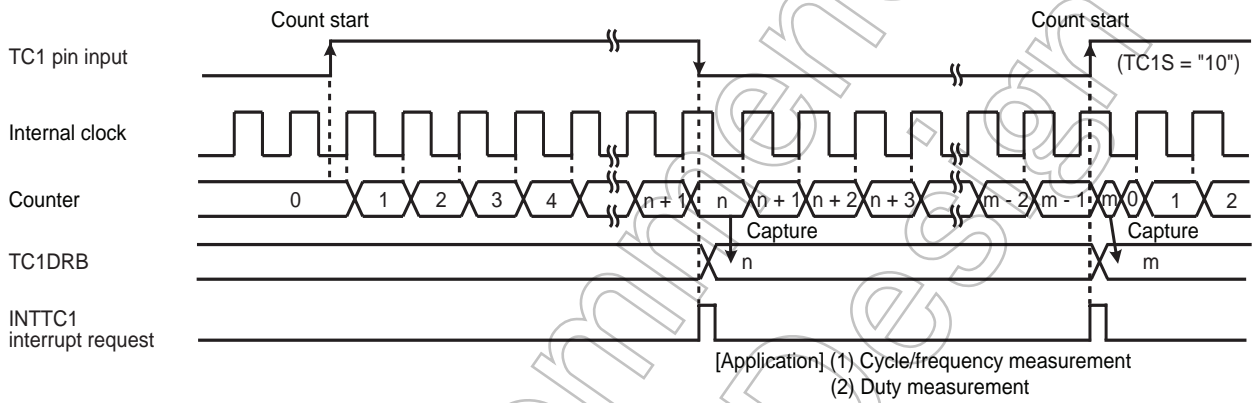 Count start Count start
TC1 pin input (TC1S = "10")
Internal clock
Counter 0 1 2 3 4 n + 1 n n + 1 n + 2 n + 3 m - 2 m - 1 m 0 1 2
Capture Capture
TC1DRB n m
INTTC1
interrupt request
[Application] (1) Cycle/frequency measurement
(2) Duty measurement